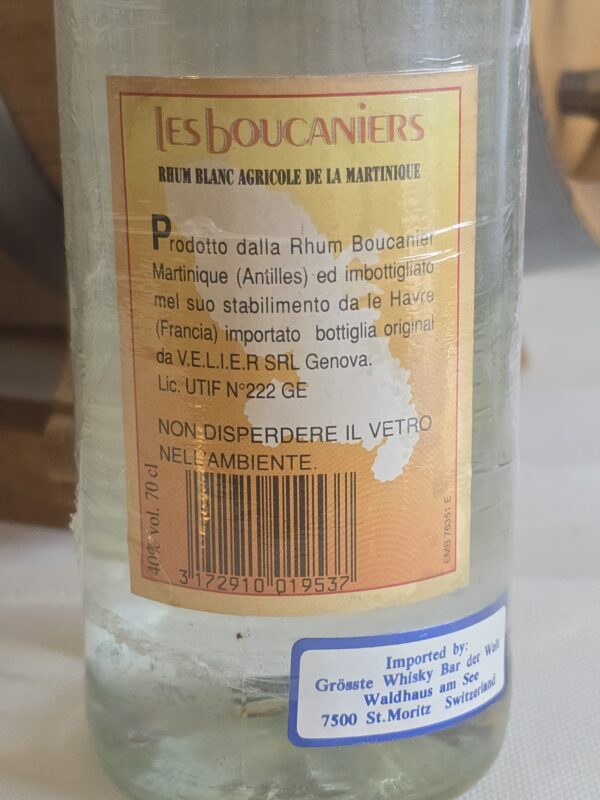 lesboucaniers
RHUM BLANC AGRICOLE DE LA MARTINIQUE
Prodotto dalla Rhum Boucanier
Martinique (Antilles) ed imbottigliato
mel suo stabilimento da le Havre
(Francia) importato bottiglia original
da V.E.L.I.E.R SRL Genova.
Lic. UTIF N°222 GE
NON DISPERDERE IL VETRO
NELL'AMBIENTE.
40% vol. 70 cl
3 172910 019537
EMB 76351 E
Imported by:
Grösste Whisky Bar der Welt
Waldhaus am See
7500 St.Moritz Switzerland